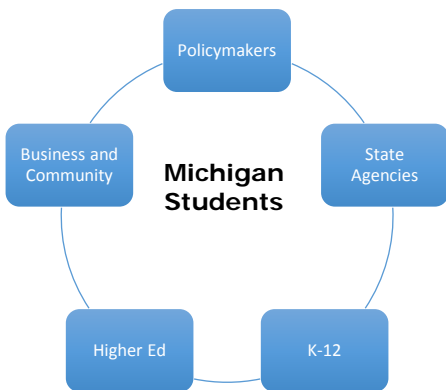 Policymakers
Business and
Community
Michigan
Students
State
Agencies
Higher Ed
K-12